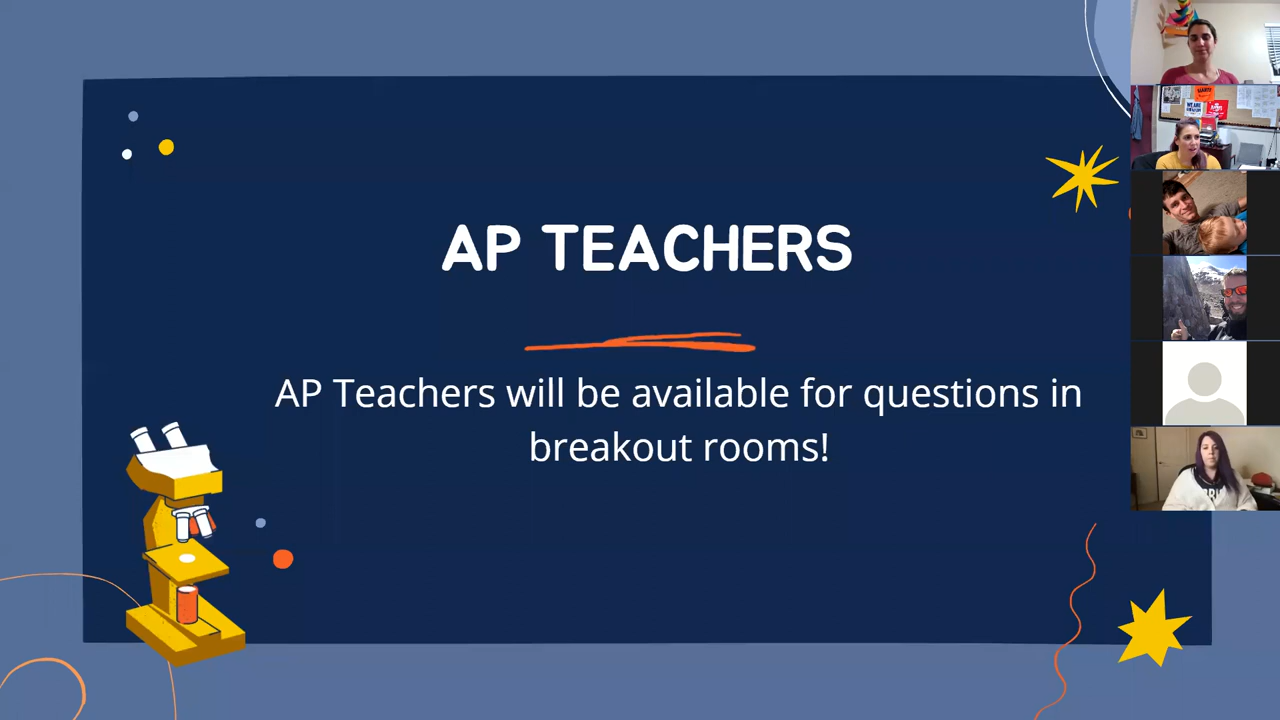 AP TEACHERS
AP Teachers will be available for questions in
breakout rooms!